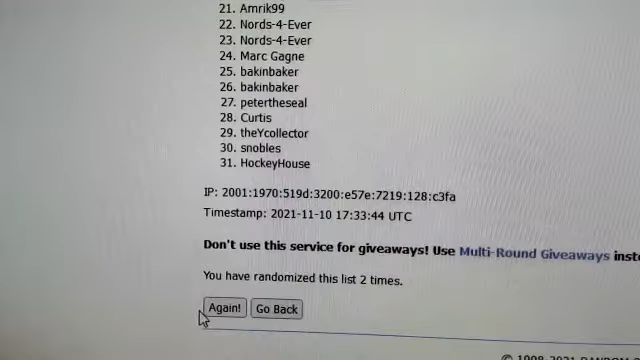 21. Amrik99
22. Nords-4-Ever
23. Nords-4-Ever
24. Marc Gagne
25. bakinbaker
26. bakinbaker
27. petertheseal
28. Curtis
29. theYcollector
30. snobles
31. HockeyHouse
IP: 2001:1970:519d:3200:e57e:7219:128:c3fa
Timestamp: 2021-11-10 17:33:44 UTC
Don't use this service for giveaways! Use Multi-Round Giveaways inste
You have randomized this list 2 times.
Again! Go Back
© 1998-2021 RANDOM